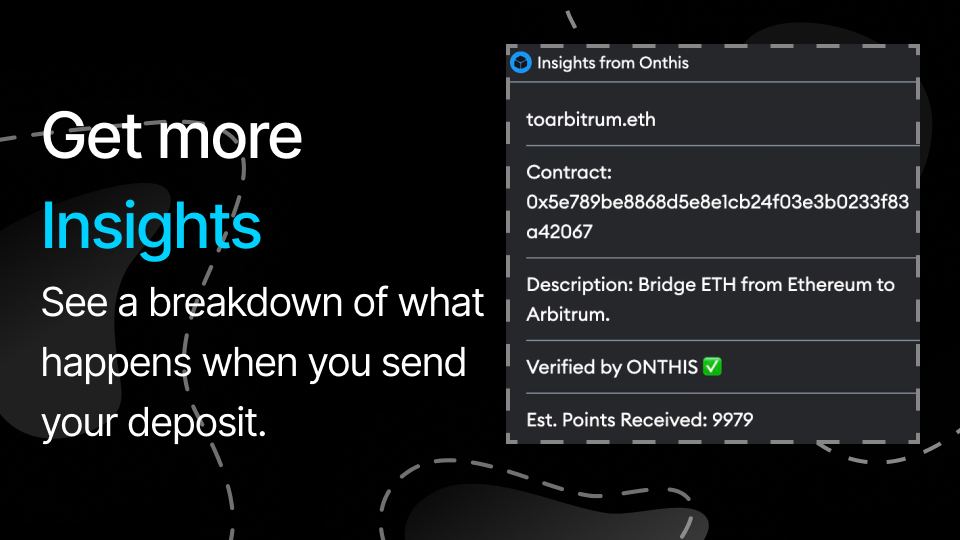 Get more
Insights
See a breakdown of what
happens when you send
your deposit.
Insights from Onthis
toarbitrum.eth
Contract:
0x5e789be8868d5e8e1cb24f03e3b0233f83
a42067
Description: Bridge ETH from Ethereum to
Arbitrum.
Verified by ONTHIS ✅
Est. Points Received: 9979